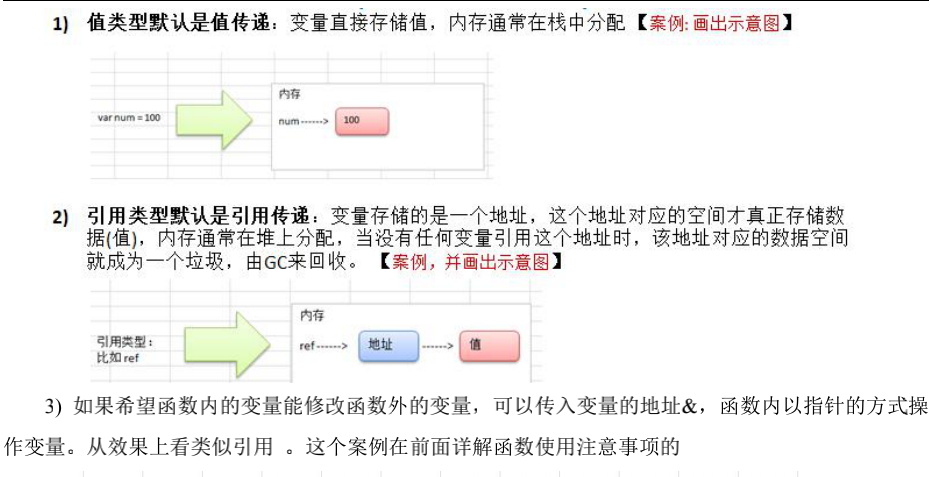 1) 值类型默认是值传递：变量直接存储值，内存通常在栈中分配【案例: 画出示意图】
var num = 100
内存
num ------> 100
2) 引用类型默认是引用传递：变量存储的是一个地址，这个地址对应的空间才真正存储数
据(值)，内存通常在堆上分配，当没有任何变量引用这个地址时，该地址对应的数据空间
就成为一个垃圾，由GC来回收。【案例，并画出示意图】
引用类型：
比如 ref
内存
ref ------> 地址 ------> 值
3) 如果希望函数内的变量能修改函数外的变量，可以传入变量的地址&，函数内以指针的方式操
作变量。从效果上看类似引用 。这个案例在前面详解函数使用注意事项的